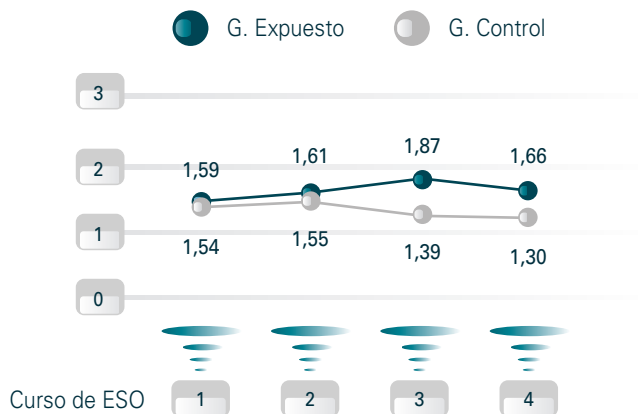 G. Expuesto G. Control
3
2
1,59 1,61 1,87 1,66
1
1,54 1,55 1,39 1,30
0
Curso de ESO 1 2 3 4